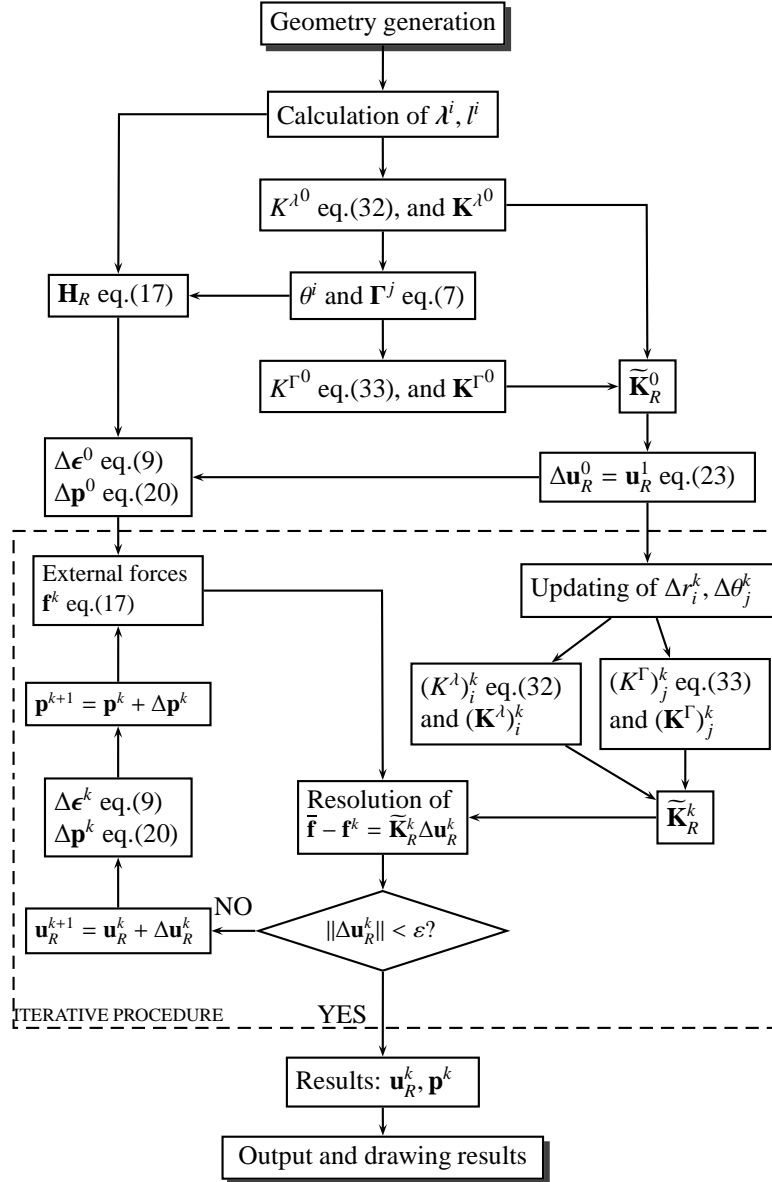 Geometry generation
Calculation of 𝝀^i, l^i
K^{λ^0} eq.(32), and 𝐊^{λ^0}
𝐇_R eq.(17)
θ^i and 𝚪^j eq.(7)
K^{Γ^0} eq.(33), and 𝐊^{Γ^0}
𝐊̃_R^0
Δ𝝐^0 eq.(9)
Δ𝐩^0 eq.(20)
Δ𝐮_R^0 = 𝐮_R^1 eq.(23)
External forces
𝐟^k eq.(17)
Updating of Δr_i^k, Δθ_j^k
(K^λ)_i^k eq.(32)
and (𝐊^λ)_i^k
(K^Γ)_j^k eq.(33)
and (𝐊^Γ)_j^k
𝐩^{k+1} = 𝐩^k + Δ𝐩^k
Δ𝝐^k eq.(9)
Δ𝐩^k eq.(20)
Resolution of
𝐟̄ − 𝐟^k = 𝐊̃_R^k Δ𝐮_R^k
𝐊̃_R^k
𝐮_R^{k+1} = 𝐮_R^k + Δ𝐮_R^k
NO
||Δ𝐮_R^k|| < ε?
ITERATIVE PROCEDURE
YES
Results: 𝐮_R^k, 𝐩^k
Output and drawing results